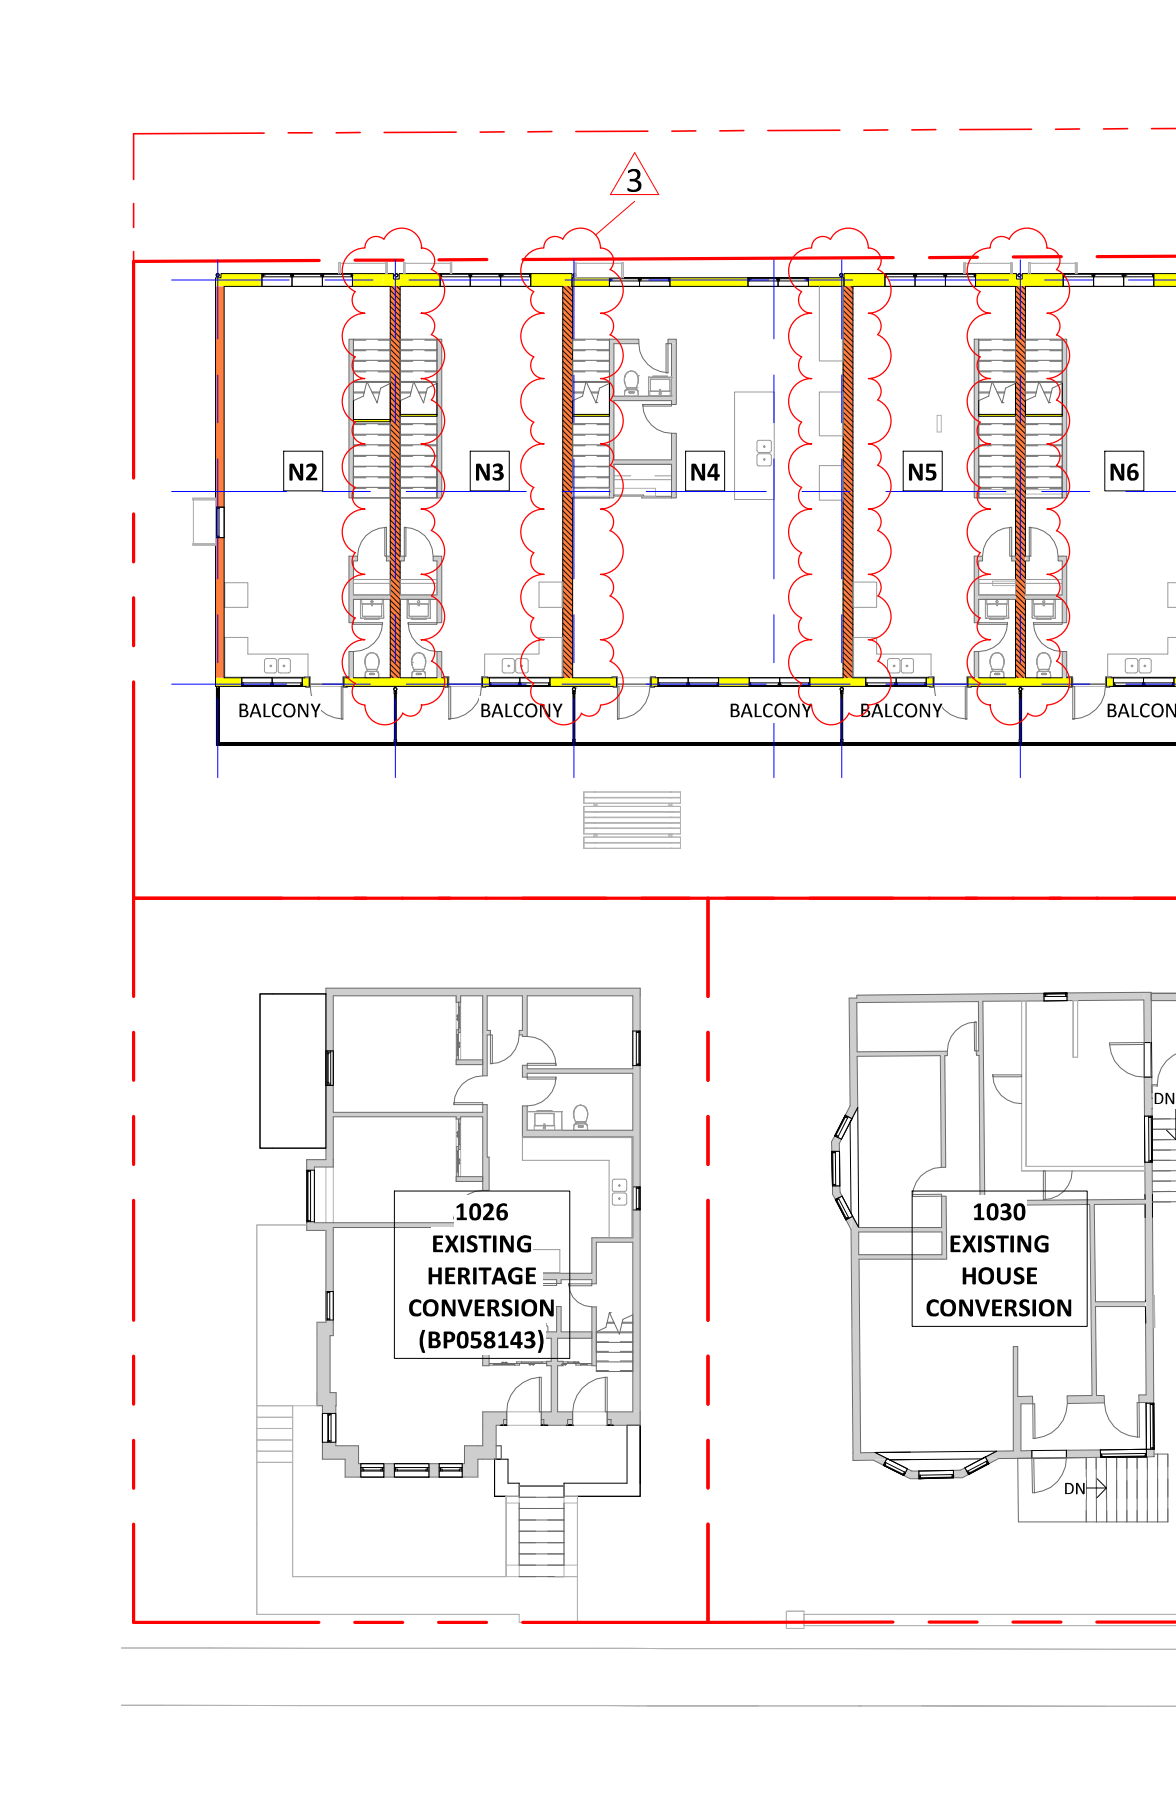 3
N2
N3
N4
N5
N6
BALCONY
BALCONY
BALCONY
BALCONY
BALCON
DN
1026
EXISTING
HERITAGE
CONVERSION
(BP058143)
1030
EXISTING
HOUSE
CONVERSION
DN